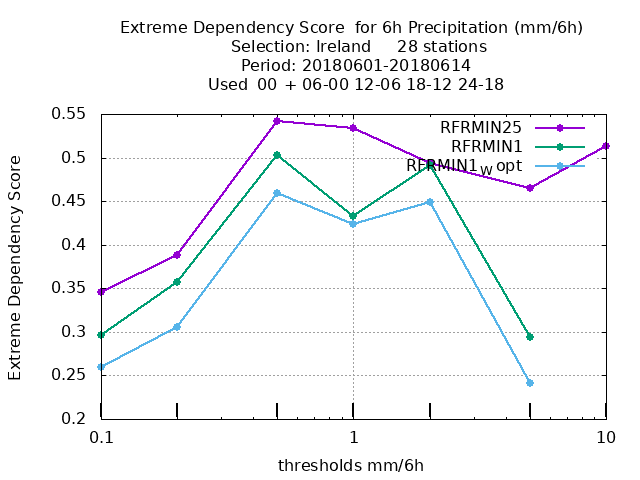 Extreme Dependency Score  for 6h Precipitation (mm/6h)
Selection: Ireland     28 stations
Period: 20180601-20180614
Used  00  + 06-00 12-06 18-12 24-18
RFRMIN25
RFRMIN1
RFRMIN1w opt
Extreme Dependency Score
0.55
0.5
0.45
0.4
0.35
0.3
0.25
0.2
0.1 1 10
thresholds mm/6h